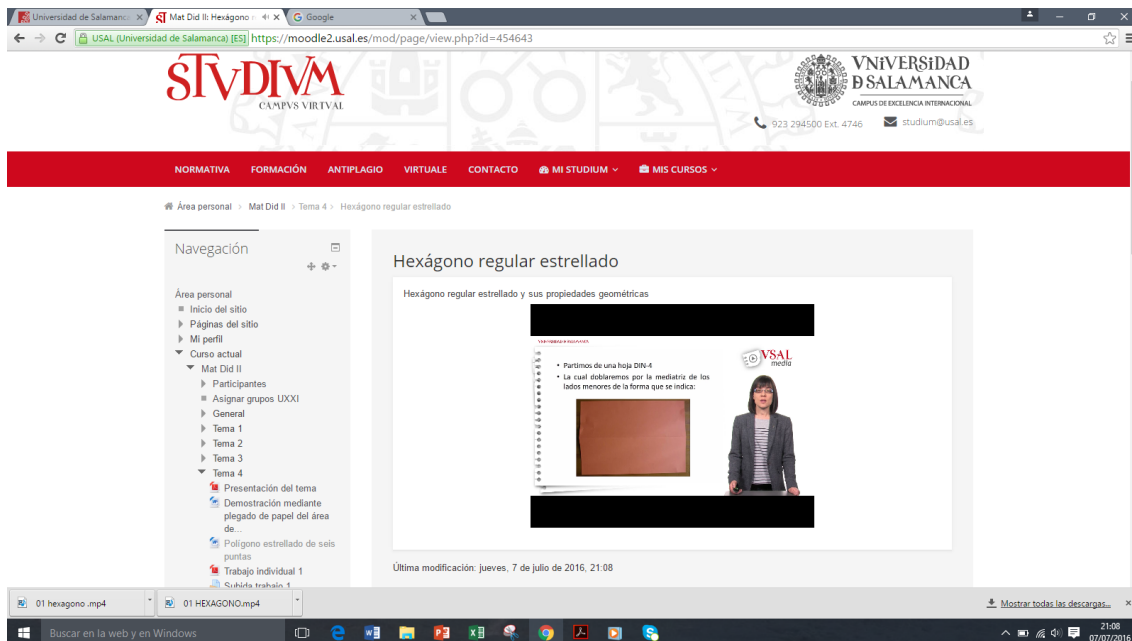 Universidad de Salamanca
Mat Did II: Hexágono r
Google
USAL (Universidad de Salamanca) [ES]
https://moodle2.usal.es/mod/page/view.php?id=454643
STVDIVM
CAMPVS VIRTVAL
VNiVERSiDAD
D SALAMANCA
CAMPUS DE EXCELENCIA INTERNACIONAL
923 294500 Ext. 4746
studium@usal.es
NORMATIVA FORMACIÓN ANTIPLAGIO VIRTUALE CONTACTO MI STUDIUM MIS CURSOS
Área personal > Mat Did II > Tema 4 > Hexágono regular estrellado
Navegación
Área personal
Inicio del sitio
Páginas del sitio
Mi perfil
Curso actual
Mat Did II
Participantes
Asignar grupos UXXI
General
Tema 1
Tema 2
Tema 3
Tema 4
Presentación del tema
Demostración mediante
plegado de papel del área
de...
Polígono estrellado de seis
puntas
Trabajo individual 1
Subida trabajo 1
Hexágono regular estrellado
Hexágono regular estrellado y sus propiedades geométricas
• Partimos de una hoja DIN-4
• La cual doblaremos por la mediatriz de los
lados menores de la forma que se indica:
VSAL
media
Última modificación: jueves, 7 de julio de 2016, 21:08
01 hexagono .mp4
01 HEXAGONO.mp4
Mostrar todas las descargas...
Buscar en la web y en Windows
21:08
07/07/2016